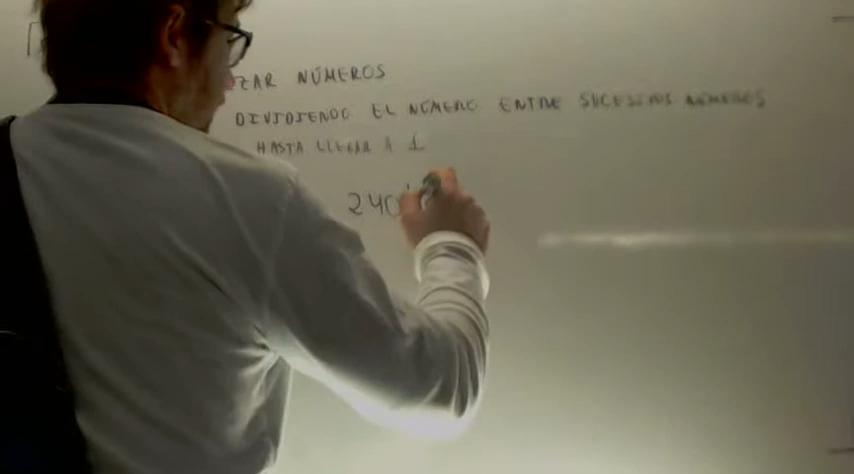 ZAR NÚMEROS
DIVIDIENDO EL NÚMERO ENTRE SUCESIVOS NÚMEROS
HASTA LLEGAR A 1
240